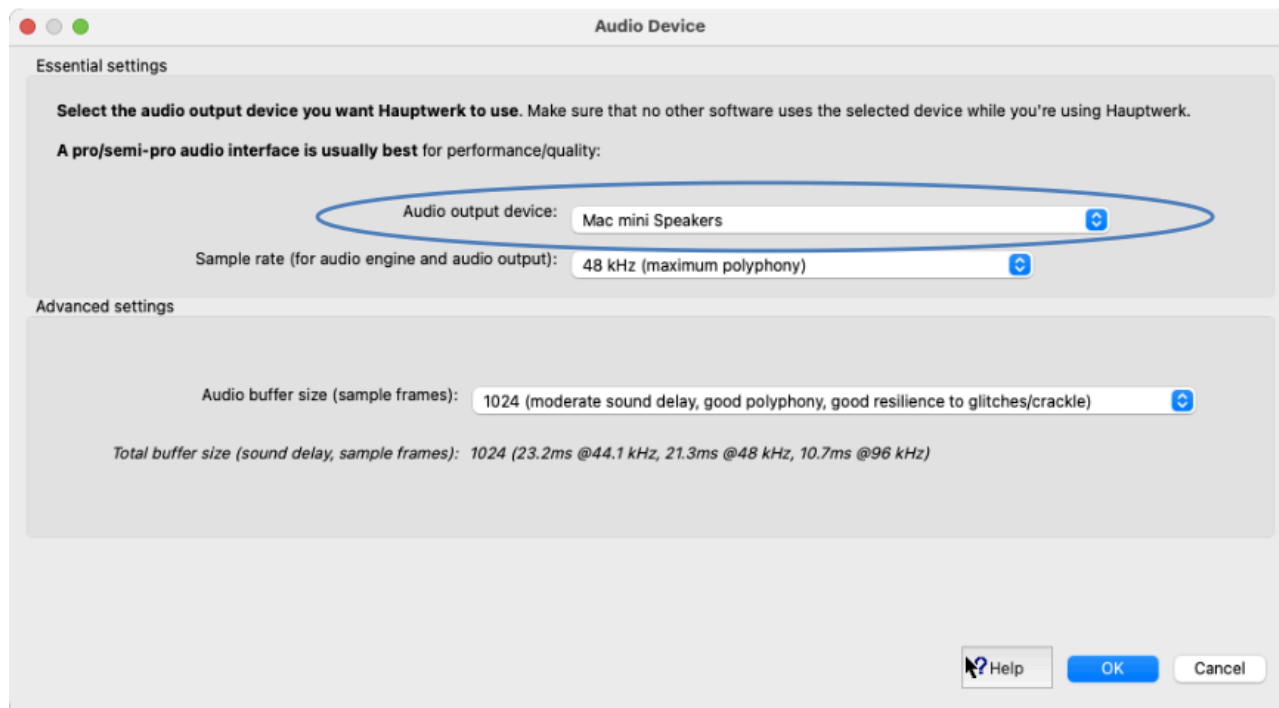 Audio Device
Essential settings
Select the audio output device you want Hauptwerk to use. Make sure that no other software uses the selected device while you're using Hauptwerk.
A pro/semi-pro audio interface is usually best for performance/quality:
Audio output device: Mac mini Speakers
Sample rate (for audio engine and audio output): 48 kHz (maximum polyphony)
Advanced settings
Audio buffer size (sample frames): 1024 (moderate sound delay, good polyphony, good resilience to glitches/crackle)
Total buffer size (sound delay, sample frames): 1024 (23.2ms @44.1 kHz, 21.3ms @48 kHz, 10.7ms @96 kHz)
? Help OK Cancel